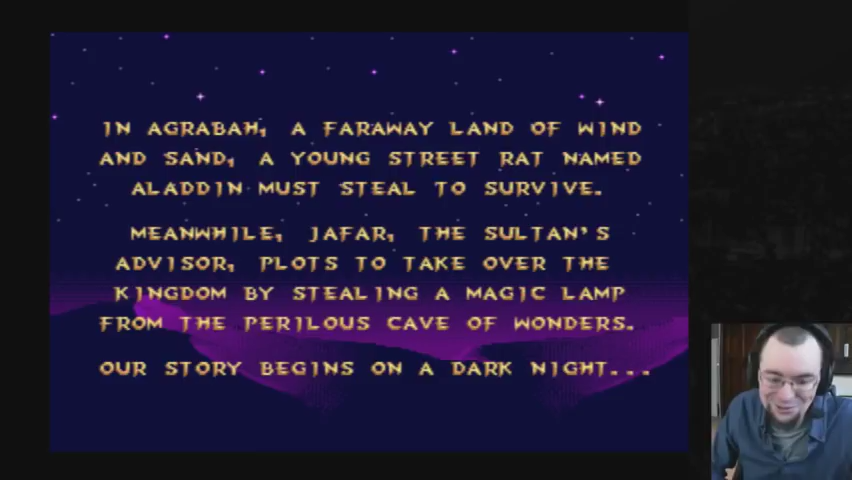 IN AGRABAH, A FARAWAY LAND OF WIND
AND SAND, A YOUNG STREET RAT NAMED
ALADDIN MUST STEAL TO SURVIVE.
MEANWHILE, JAFAR, THE SULTAN'S
ADVISOR, PLOTS TO TAKE OVER THE
KINGDOM BY STEALING A MAGIC LAMP
FROM THE PERILOUS CAVE OF WONDERS.
OUR STORY BEGINS ON A DARK NIGHT...